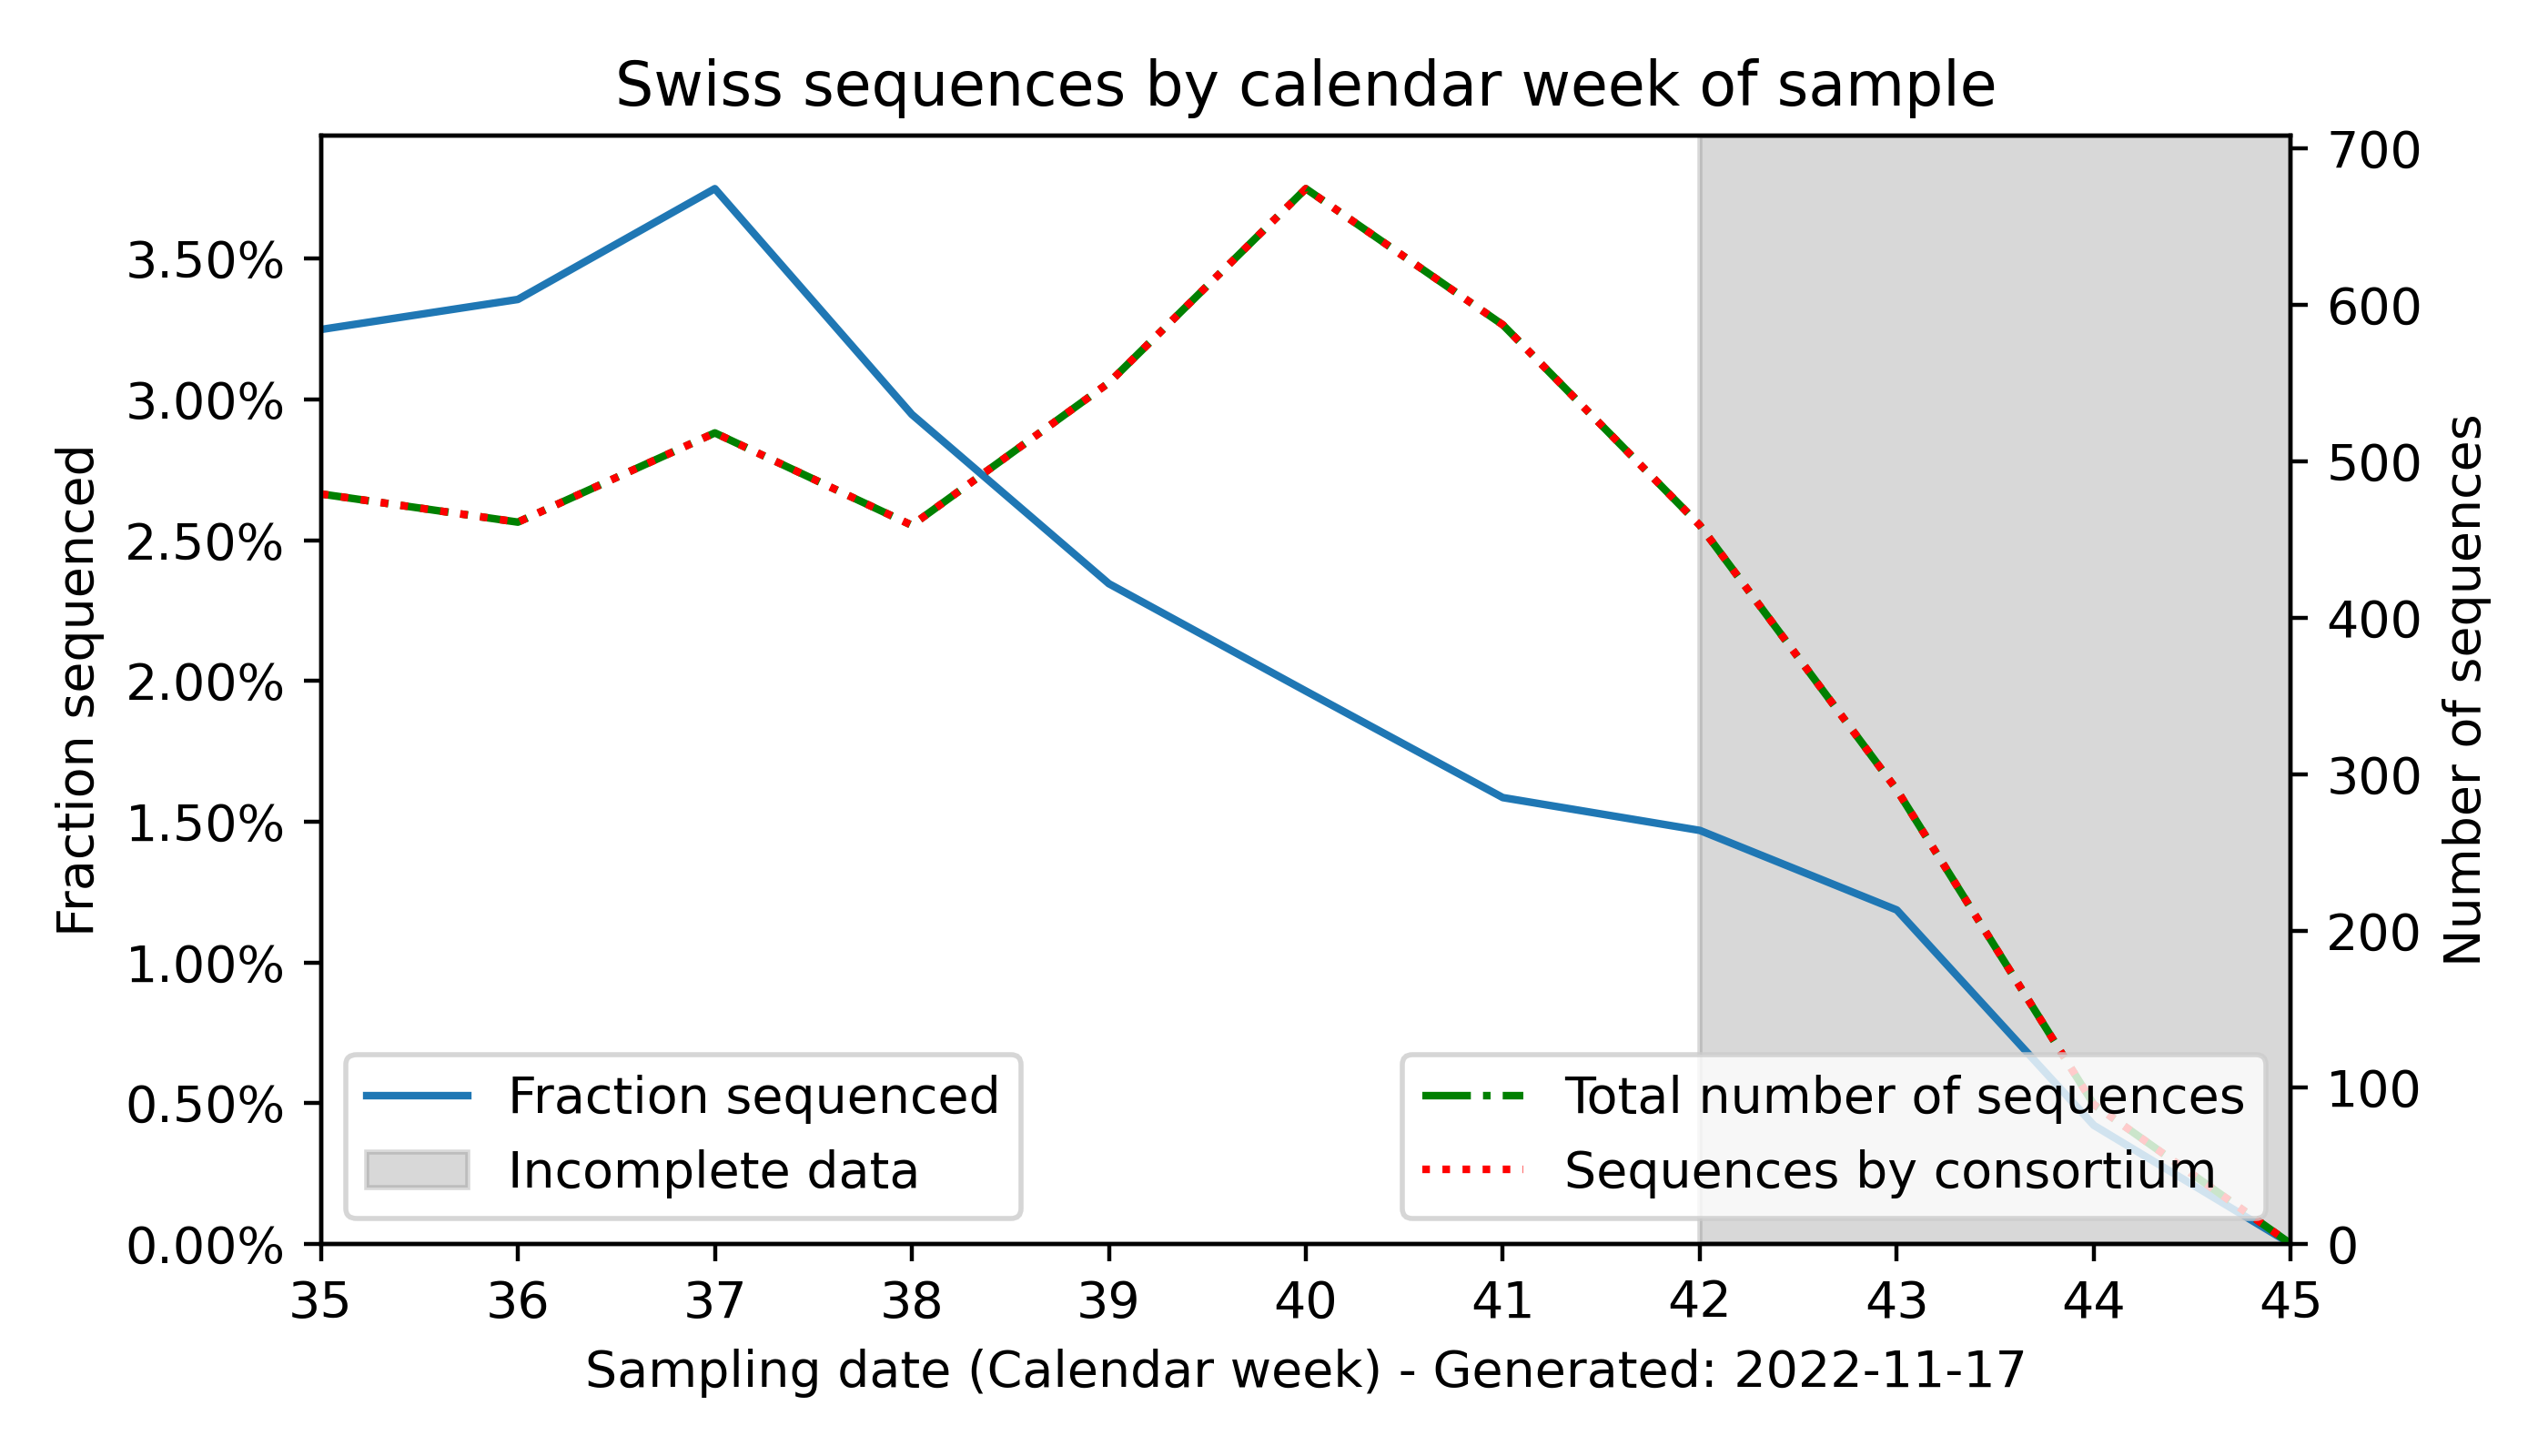 Swiss sequences by calendar week of sample
3.50%
3.00%
2.50%
2.00%
1.50%
1.00%
0.50%
0.00%
Fraction sequenced
700
600
500
400
300
200
100
0
Number of sequences
Fraction sequenced
Incomplete data
Total number of sequences
Sequences by consortium
35 36 37 38 39 40 41 42 43 44 45
Sampling date (Calendar week) - Generated: 2022-11-17